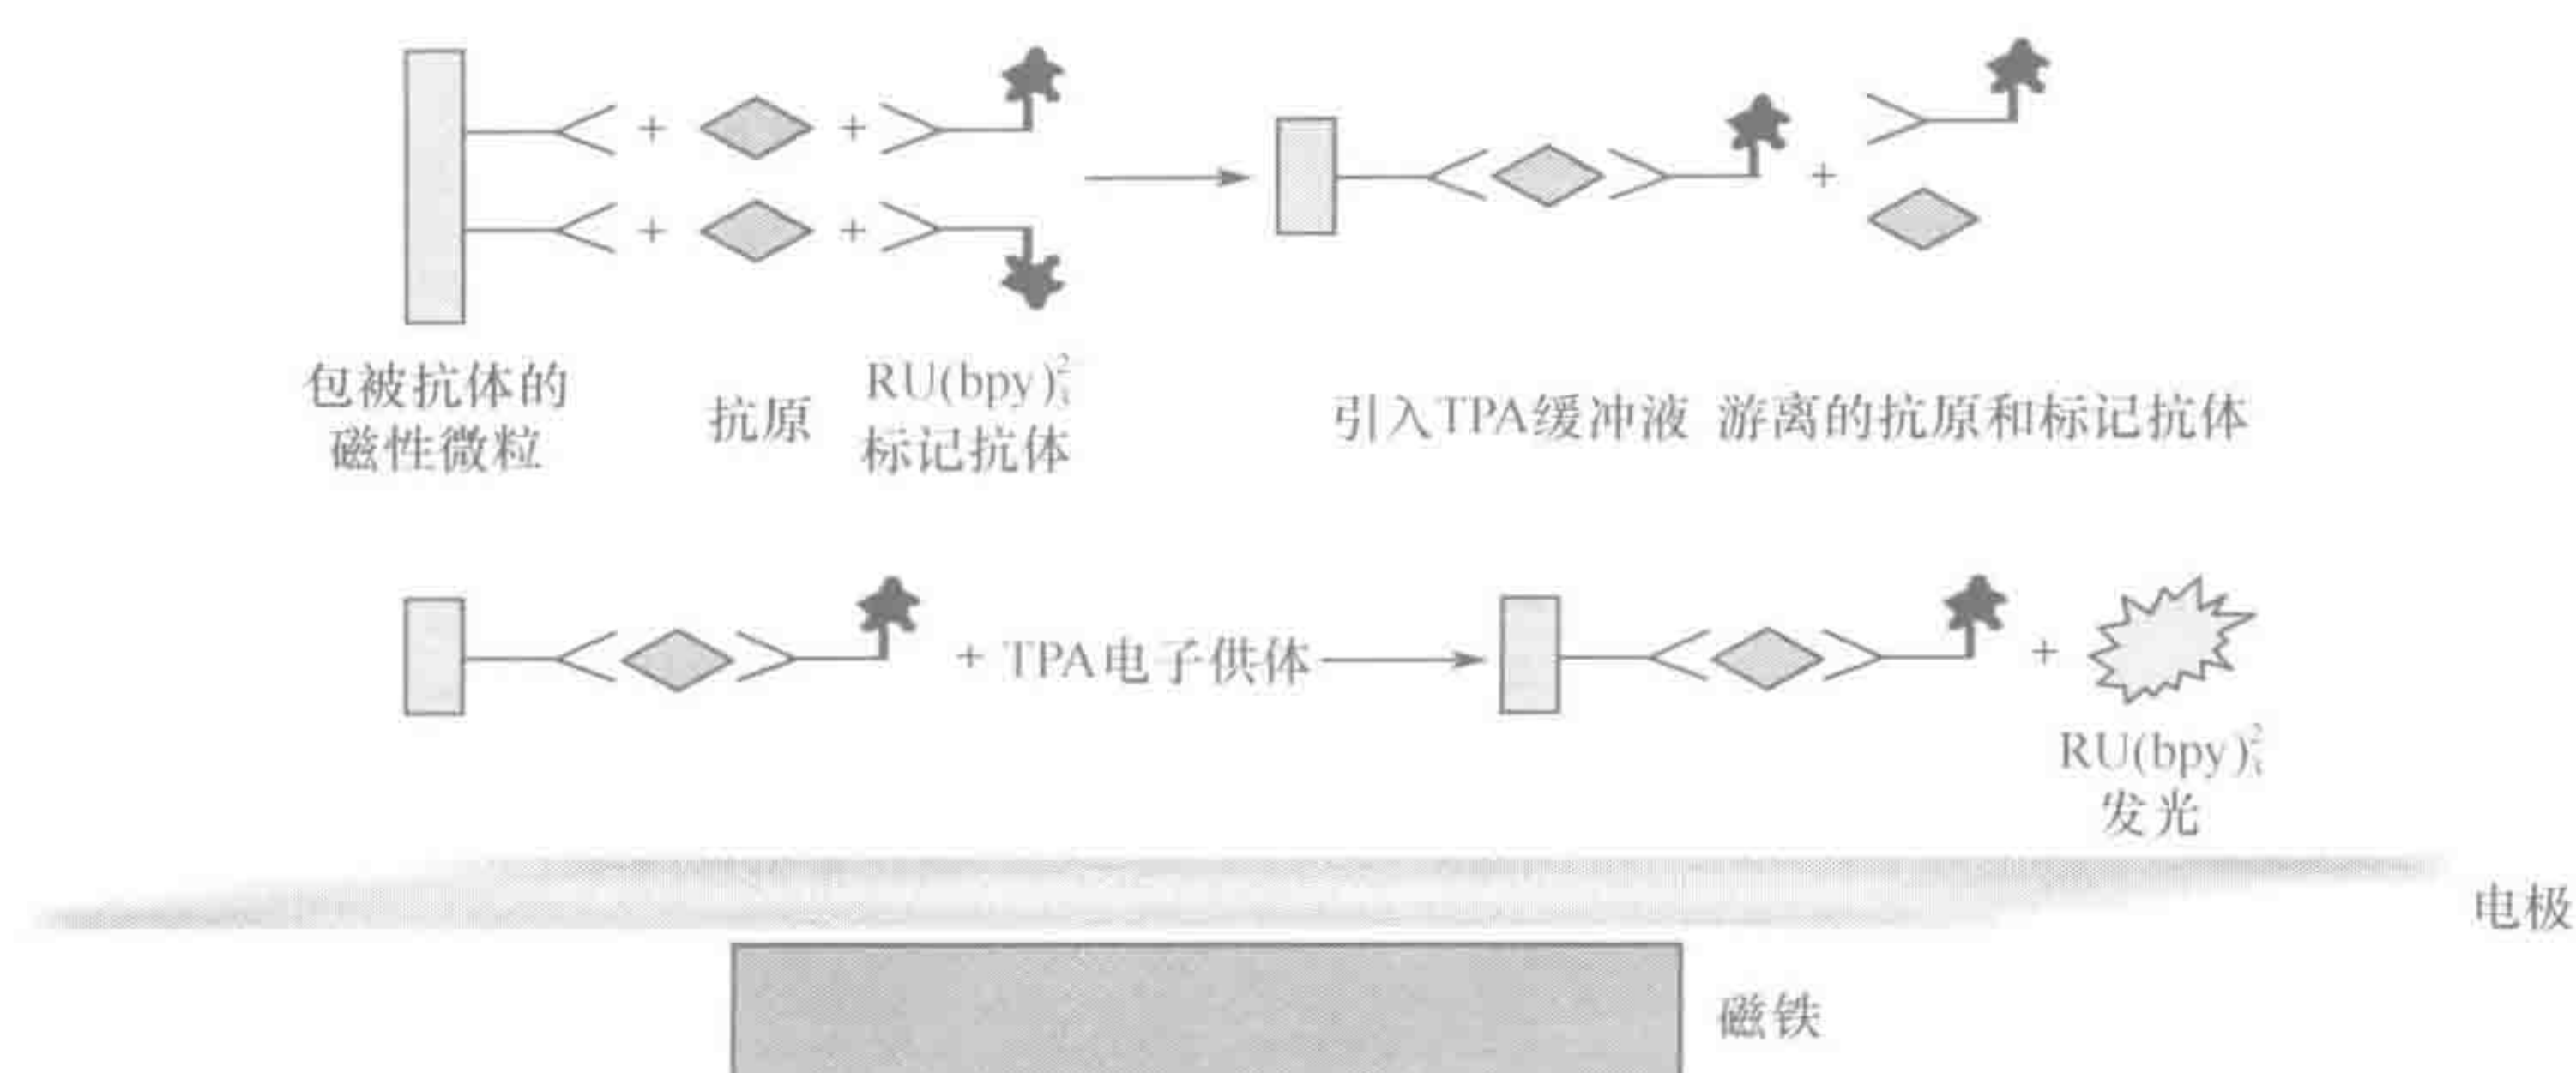 包被抗体的
磁性微粒
抗原
RU(bpy)₃²
标记抗体
引入TPA缓冲液 游离的抗原和标记抗体
+ TPA电子供体
RU(bpy)₃²
发光
电极
磁铁